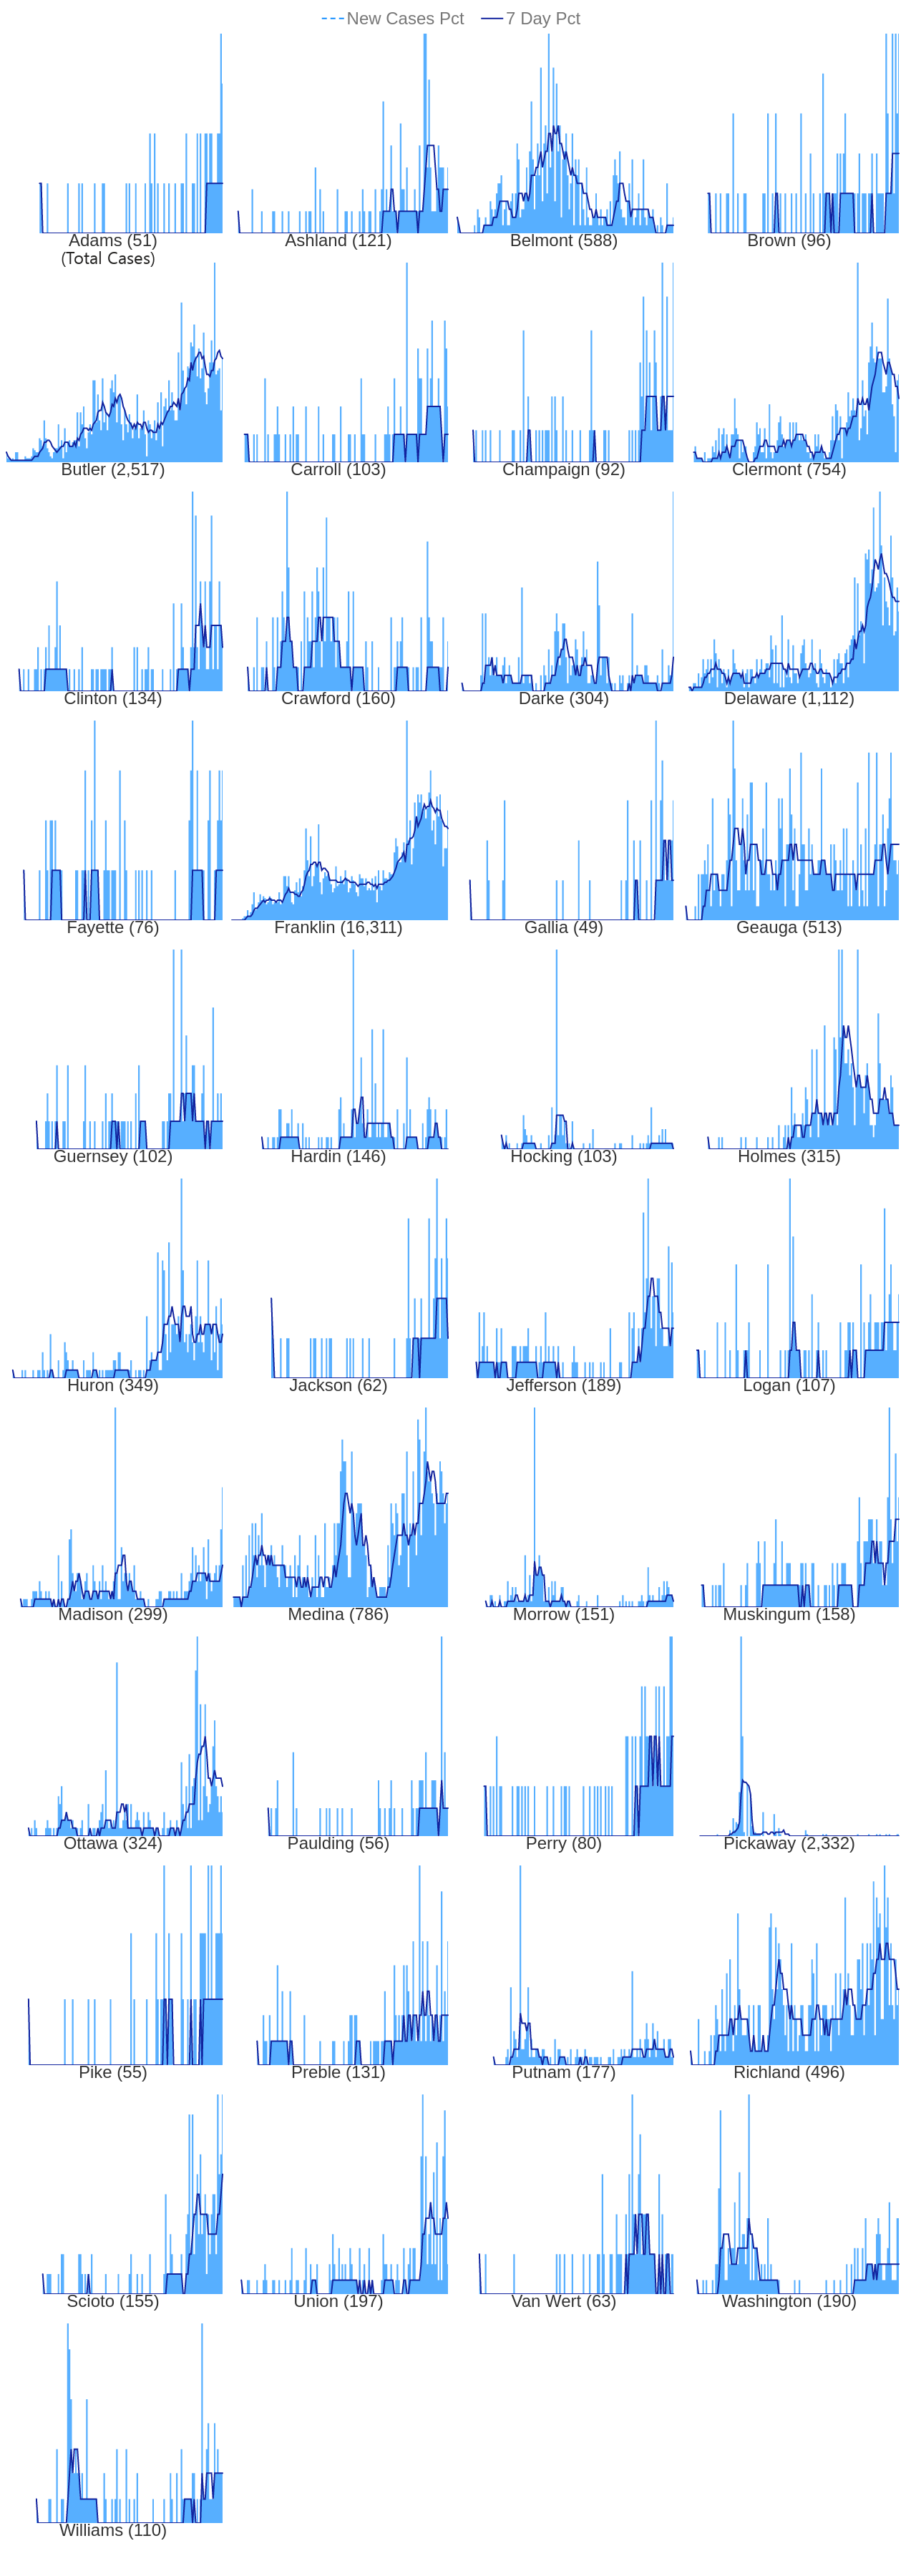 New Cases Pct 7 Day Pct
Adams (51) Ashland (121) Belmont (588) Brown (96)
(Total Cases)
Butler (2,517) Carroll (103) Champaign (92) Clermont (754)
Clinton (134) Crawford (160) Darke (304) Delaware (1,112)
Fayette (76) Franklin (16,311) Gallia (49) Geauga (513)
Guernsey (102) Hardin (146) Hocking (103) Holmes (315)
Huron (349) Jackson (62) Jefferson (189) Logan (107)
Madison (299) Medina (786) Morrow (151) Muskingum (158)
Ottawa (324) Paulding (56) Perry (80) Pickaway (2,332)
Pike (55) Preble (131) Putnam (177) Richland (496)
Scioto (155) Union (197) Van Wert (63) Washington (190)
Williams (110)